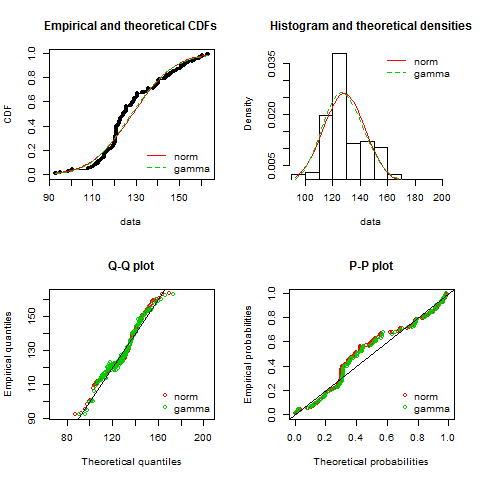 Empirical and theoretical CDFs
CDF
0.0 0.2 0.4 0.6 0.8 1.0
norm
gamma
90 110 130 150
data
Histogram and theoretical densities
Density
0.005 0.020 0.035
norm
gamma
100 120 140 160 180 200
data
Q-Q plot
Empirical quantiles
90 110 130 150
norm
gamma
80 120 160 200
Theoretical quantiles
P-P plot
Empirical probabilities
0.0 0.2 0.4 0.6 0.8 1.0
norm
gamma
0.0 0.2 0.4 0.6 0.8 1.0
Theoretical probabilities